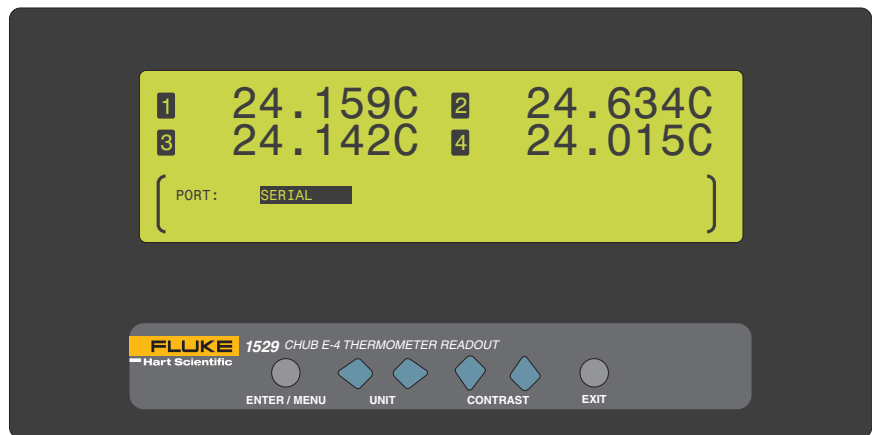 1 24.159C 2 24.634C
3 24.142C 4 24.015C
PORT: SERIAL
FLUKE 1529 CHUB E-4 THERMOMETER READOUT
Hart Scientific
ENTER / MENU UNIT CONTRAST EXIT